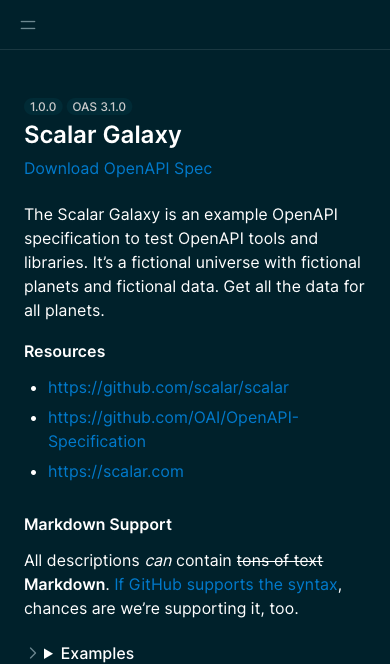 1.0.0 OAS 3.1.0
Scalar Galaxy
Download OpenAPI Spec
The Scalar Galaxy is an example OpenAPI
specification to test OpenAPI tools and
libraries. It’s a fictional universe with fictional
planets and fictional data. Get all the data for
all planets.
Resources
https://github.com/scalar/scalar
https://github.com/OAI/OpenAPI-
Specification
https://scalar.com
Markdown Support
All descriptions can contain tons of text
Markdown. If GitHub supports the syntax,
chances are we’re supporting it, too.
Examples